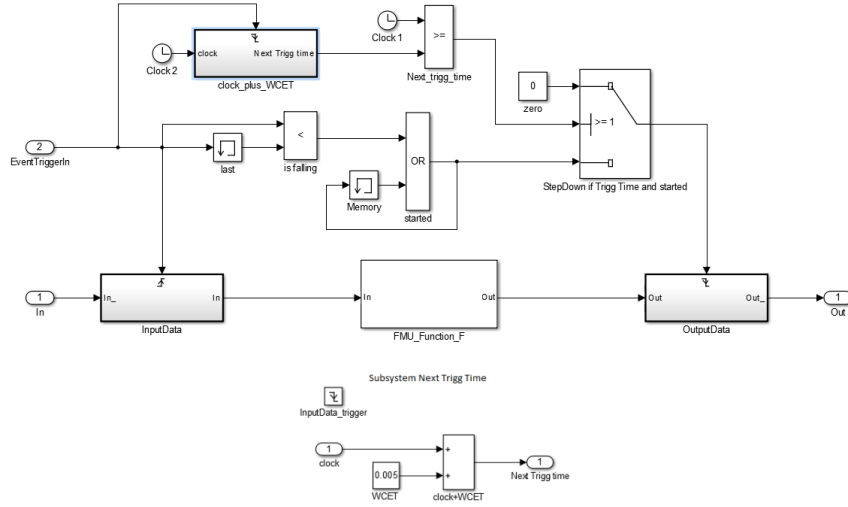 clock
Next Trigg time
Clock 2
clock_plus_WCET
Clock 1
>=
Next_trigg_time
0
zero
>= 1
StepDown if Trigg Time and started
2
EventTriggerIn
last
<
is falling
Memory
OR
started
1
In
In_
In
InputData
In
Out
FMU_Function_F
Out
Out_
OutputData
1
Out
Subsystem Next Trigg Time
InputData_trigger
1
clock
0.005
WCET
+
+
clock+WCET
1
Next Trigg time